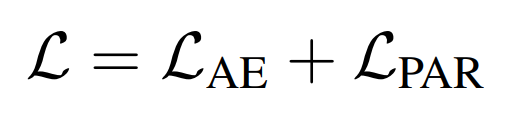 ℒ = ℒ_AE + ℒ_PAR